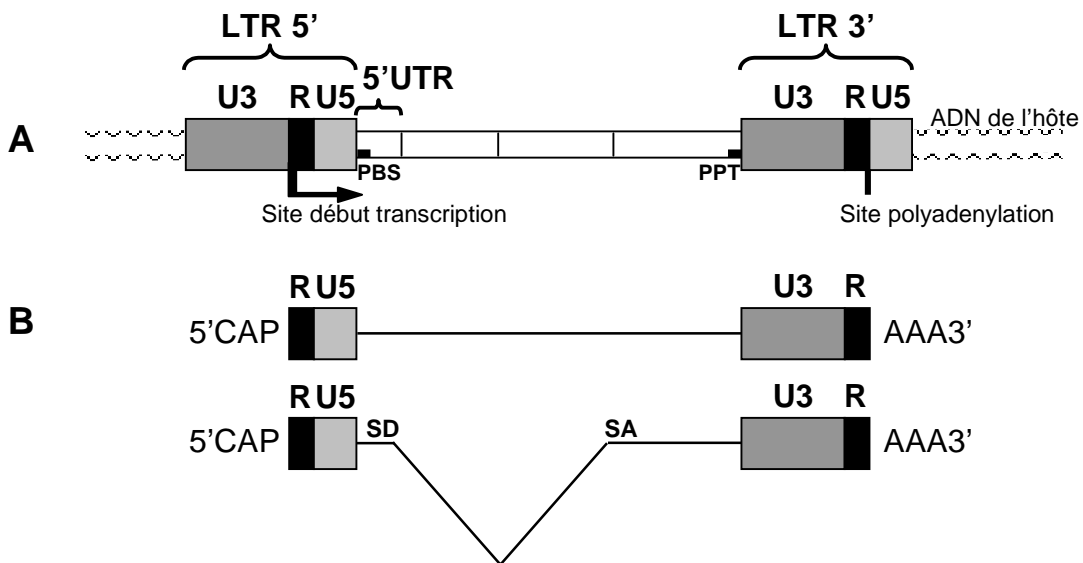 LTR 5’ LTR 3’
5’UTR
U3 R U5 U3 R U5
ADN de l’hôte
A
PBS PPT
Site début transcription Site polyadenylation
R U5 U3 R
B 5’CAP AAA3’
R U5 U3 R
SD SA
5’CAP AAA3’